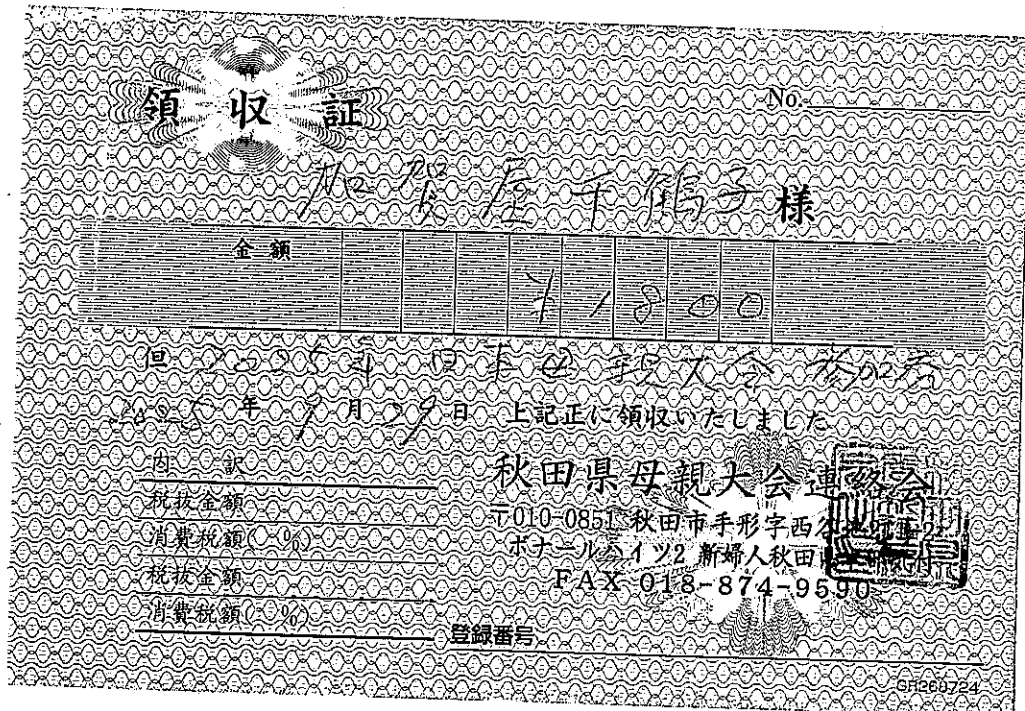 領収証
No.
加賀屋千鶴子様
金額
¥1800
但 2025年 日本母親大会 参加費
2025年9月29日 上記正に領収いたしました
内訳
税抜金額
消費税額( %)
税抜金額
消費税額( %)
秋田県母親大会連絡会
〒010-0851 秋田市手形字西谷地
ボナールハイツ2 新婦人秋田
FAX 018-874-9590
登録番号